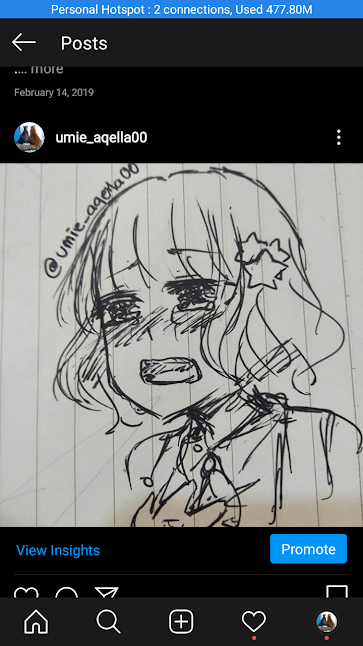 Personal Hotspot : 2 connections, Used 477.80M
Posts
.... more
February 14, 2019
umie_aqella00
@umie_aqella00
View Insights
Promote